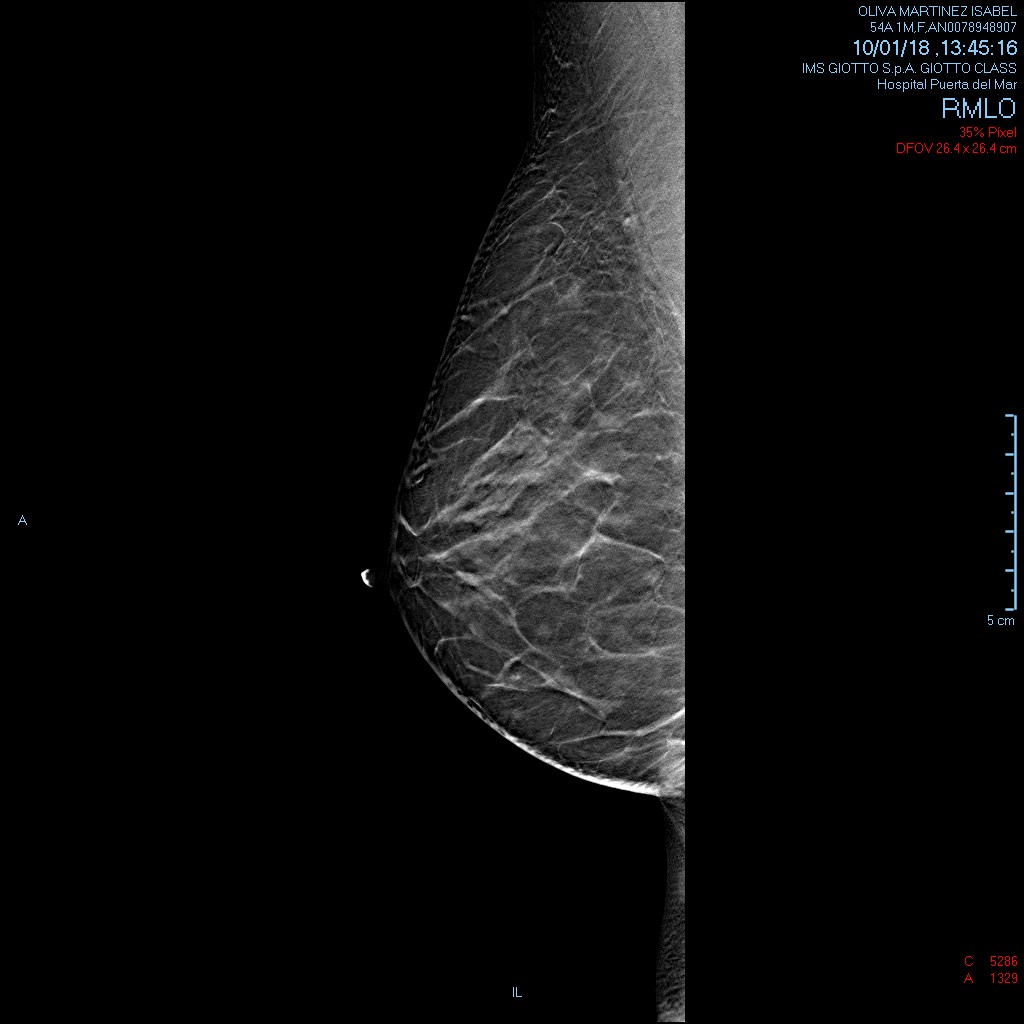 OLIVA MARTINEZ ISABEL
54A 1M,F,AN0078948907
10/01/18 ,13:45:16
IMS GIOTTO S.p.A. GIOTTO CLASS
Hospital Puerta del Mar
RMLO
35% Pixel
DFOV 26.4 x 26.4 cm
A
5 cm
C 5286
A 1329
IL